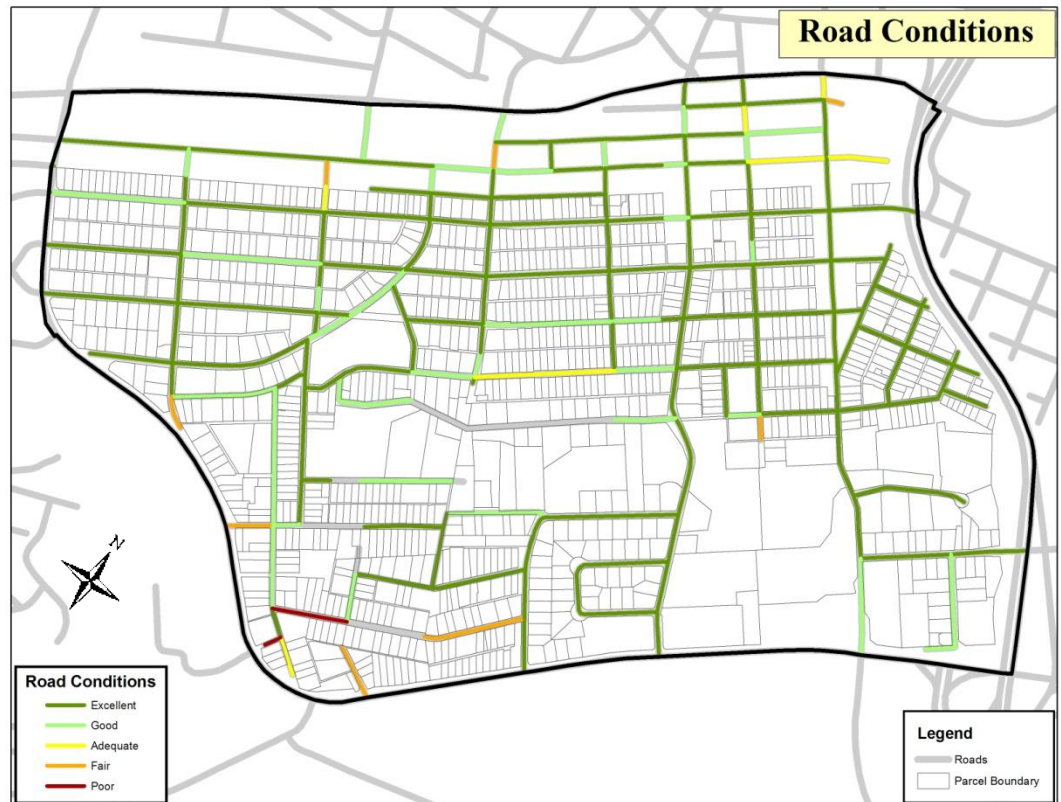 Road Conditions
N
Road Conditions
Excellent
Good
Adequate
Fair
Poor
Legend
Roads
Parcel Boundary